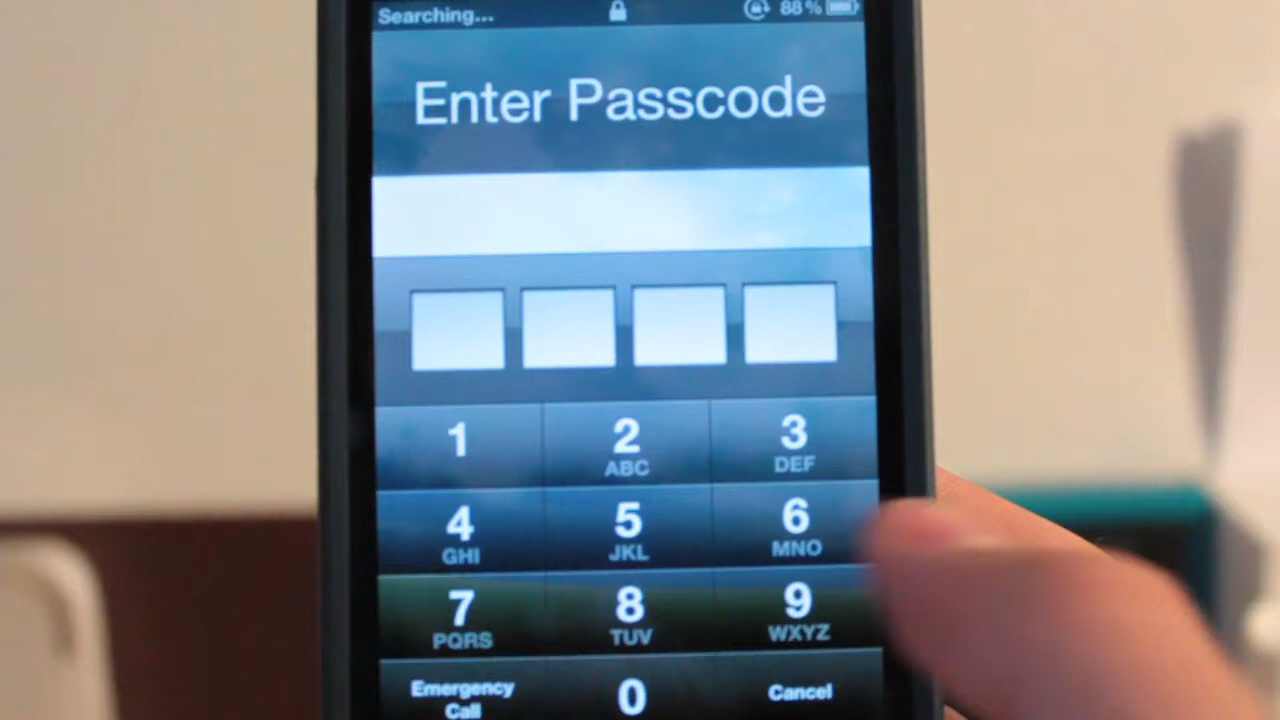 Searching... 88%
Enter Passcode
1 2 3
ABC DEF
4 5 6
GHI JKL MNO
7 8 9
PQRS TUV WXYZ
Emergency 0 Cancel
Call